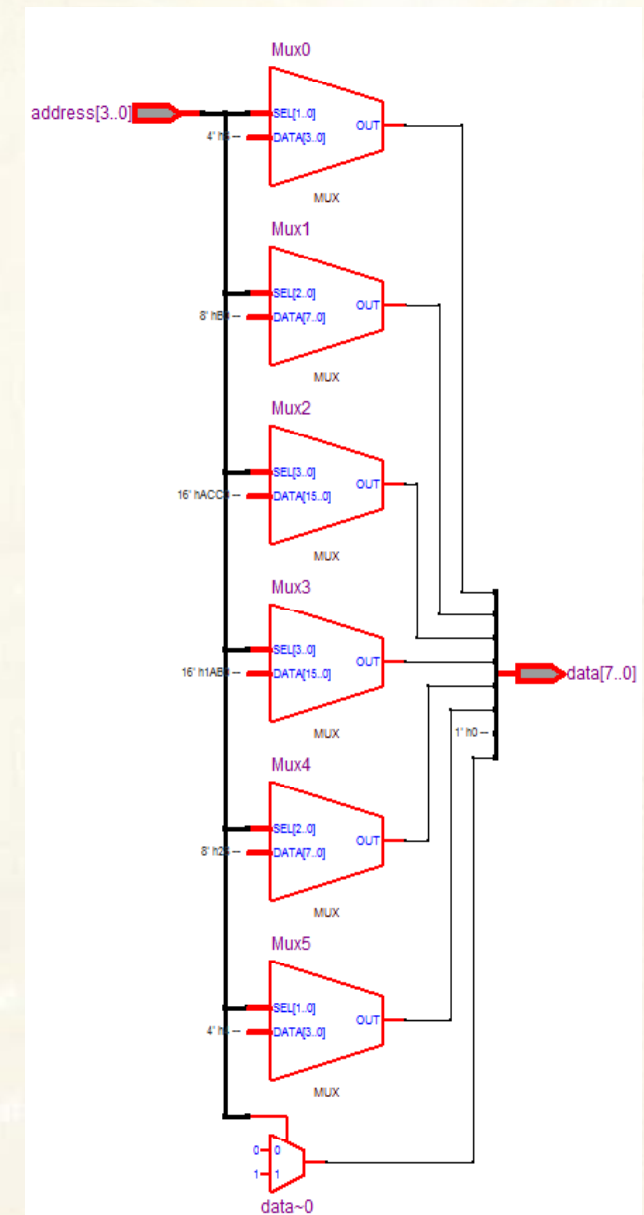 Mux0
address[3..0]
SEL[1..0]
OUT
4' h
DATA[3..0]
MUX
Mux1
SEL[2..0]
OUT
8' hB
DATA[7..0]
MUX
Mux2
SEL[3..0]
OUT
16' hACC
DATA[15..0]
MUX
Mux3
SEL[3..0]
OUT
16' h1AB
DATA[15..0]
MUX
data[7..0]
1' h0
Mux4
SEL[2..0]
OUT
8' h2
DATA[7..0]
MUX
Mux5
SEL[1..0]
OUT
4' h
DATA[3..0]
MUX
0 0
1 1
data~0